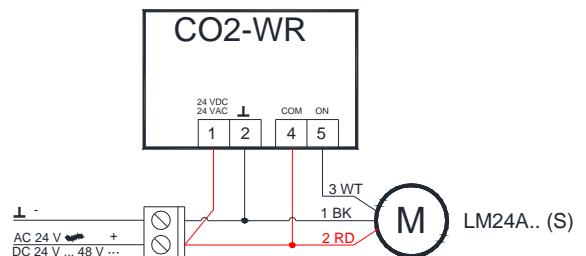 CO2-WR
24 VDC
24 VAC
⊥ COM ON
1 2 4 5
3 WT
⊥ - 1 BK
M LM24A.. (S)
AC 24 V + 2 RD
DC 24 V ... 48 V ⋯